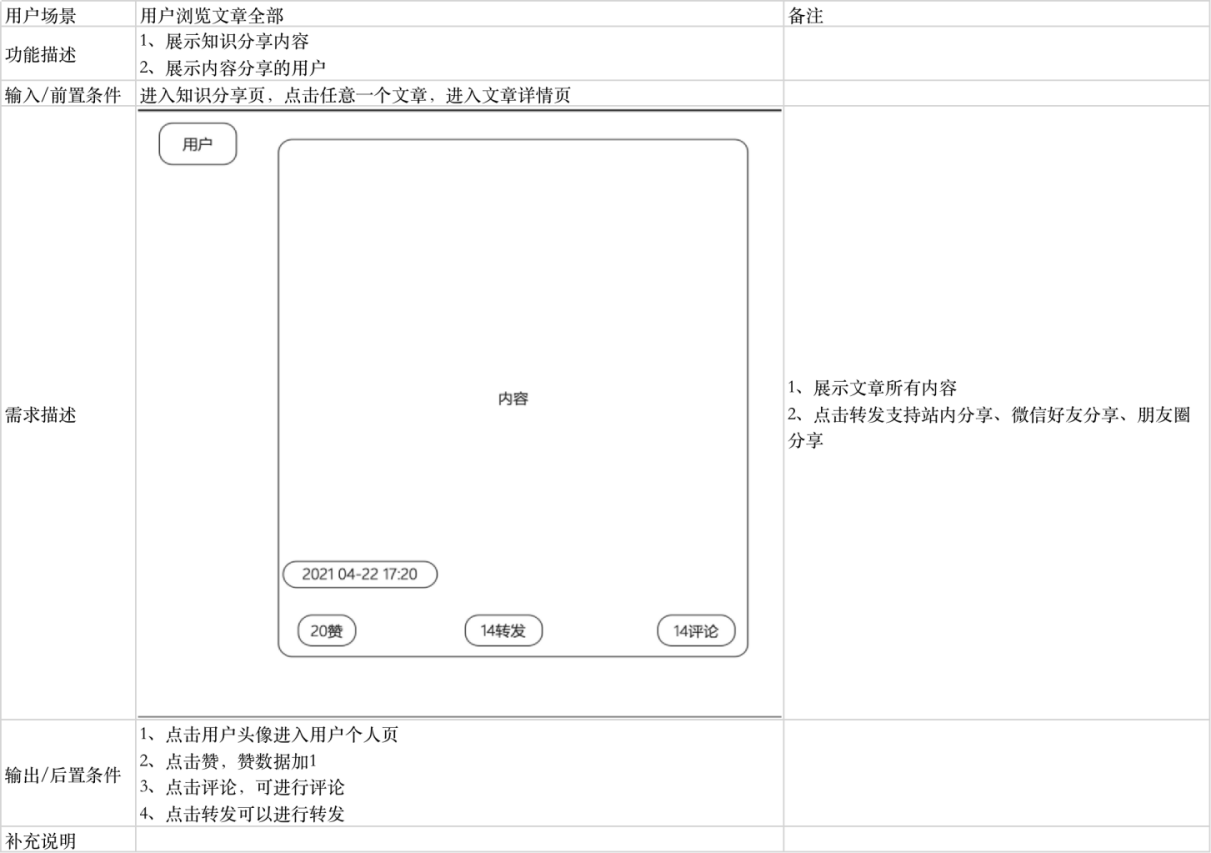 用户场景
用户浏览文章全部
备注
功能描述
1、展示知识分享内容
2、展示内容分享的用户
输入/前置条件
进入知识分享页，点击任意一个文章，进入文章详情页
需求描述
用户
内容
2021 04-22 17:20
20赞
14转发
14评论
1、展示文章所有内容
2、点击转发支持站内分享、微信好友分享、朋友圈
分享
输出/后置条件
1、点击用户头像进入用户个人页
2、点击赞，赞数据加1
3、点击评论，可进行评论
4、点击转发可以进行转发
补充说明